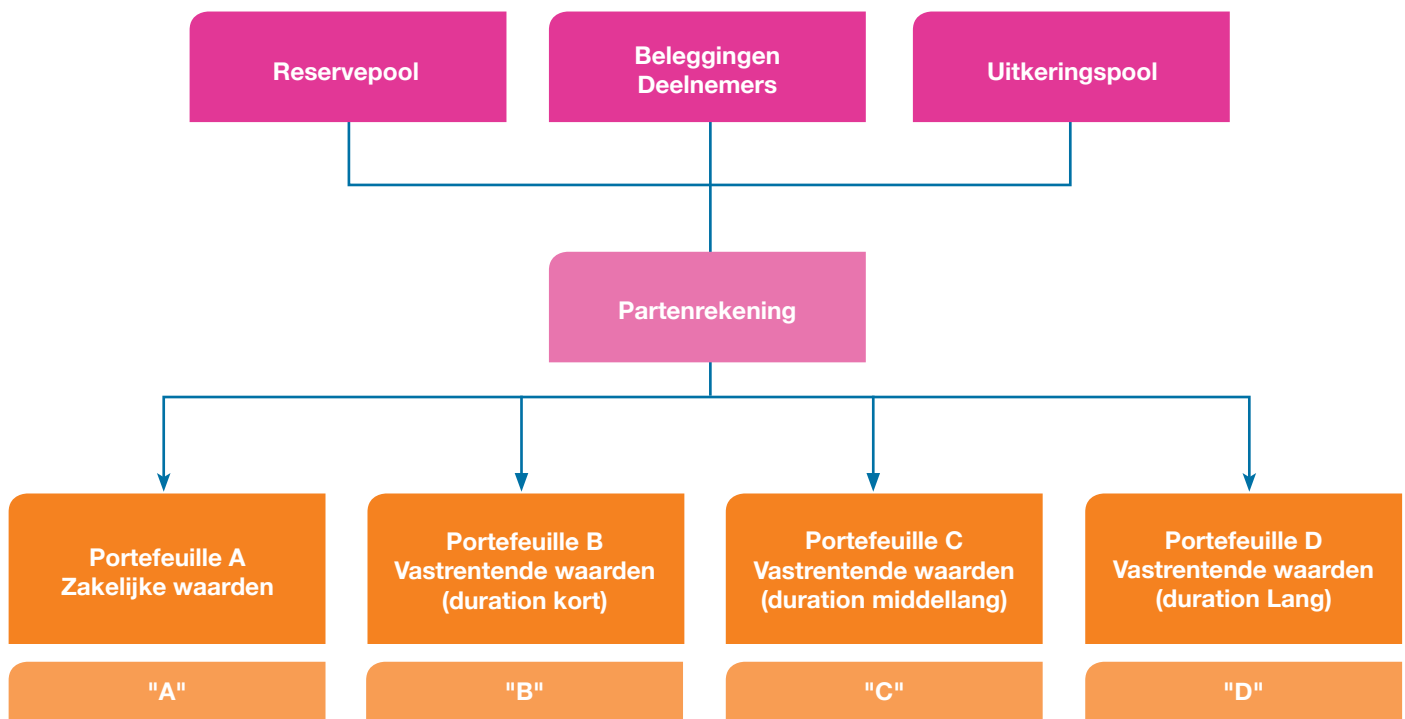 Reservepool
Beleggingen
Deelnemers
Uitkeringspool
Partenrekening
Portefeuille A
Zakelijke waarden
Portefeuille B
Vastrentende waarden
(duration kort)
Portefeuille C
Vastrentende waarden
(duration middellang)
Portefeuille D
Vastrentende waarden
(duration Lang)
"A"
"B"
"C"
"D"